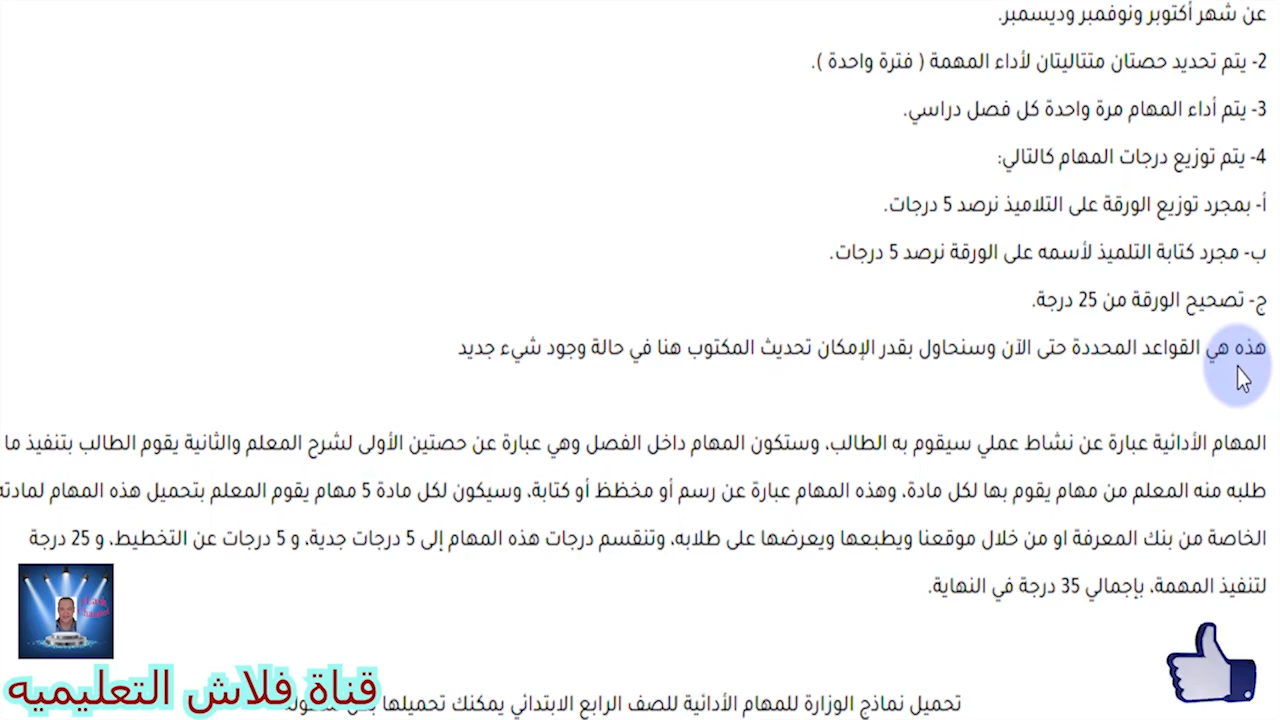 عن شهر أكتوبر ونوفمبر وديسمبر.
2- يتم تحديد حصتان متتاليتان لأداء المهمة ( فترة واحدة ).
3- يتم أداء المهام مرة واحدة كل فصل دراسي.
4- يتم توزيع درجات المهام كالتالي:
أ- بمجرد توزيع الورقة على التلاميذ نرصد 5 درجات.
ب- مجرد كتابة التلميذ لأسمه على الورقة نرصد 5 درجات.
ج- تصحيح الورقة من 25 درجة.
هذه هي القواعد المحددة حتى الآن وسنحاول بقدر الإمكان تحديث المكتوب هنا في حالة وجود شيء جديد
المهام الأدائية عبارة عن نشاط عملي سيقوم به الطالب، وستكون المهام داخل الفصل وهي عبارة عن حصتين الأولى لشرح المعلم والثانية يقوم الطالب بتنفيذ ما
طلبه منه المعلم من مهام يقوم بها لكل مادة، وهذه المهام عبارة عن رسم أو مخظظ أو كتابة، وسيكون لكل مادة 5 مهام يقوم المعلم بتحميل هذه المهام لمادته
الخاصة من بنك المعرفة او من خلال موقعنا ويطبعها ويعرضها على طلابه، وتنقسم درجات هذه المهام إلى 5 درجات جدية، و 5 درجات عن التخطيط، و 25 درجة
لتنفيذ المهمة، بإجمالي 35 درجة في النهاية.
تحميل نماذج الوزارة للمهام الأدائية للصف الرابع الابتدائي يمكنك تحميلها
قناة فلاش التعليميه